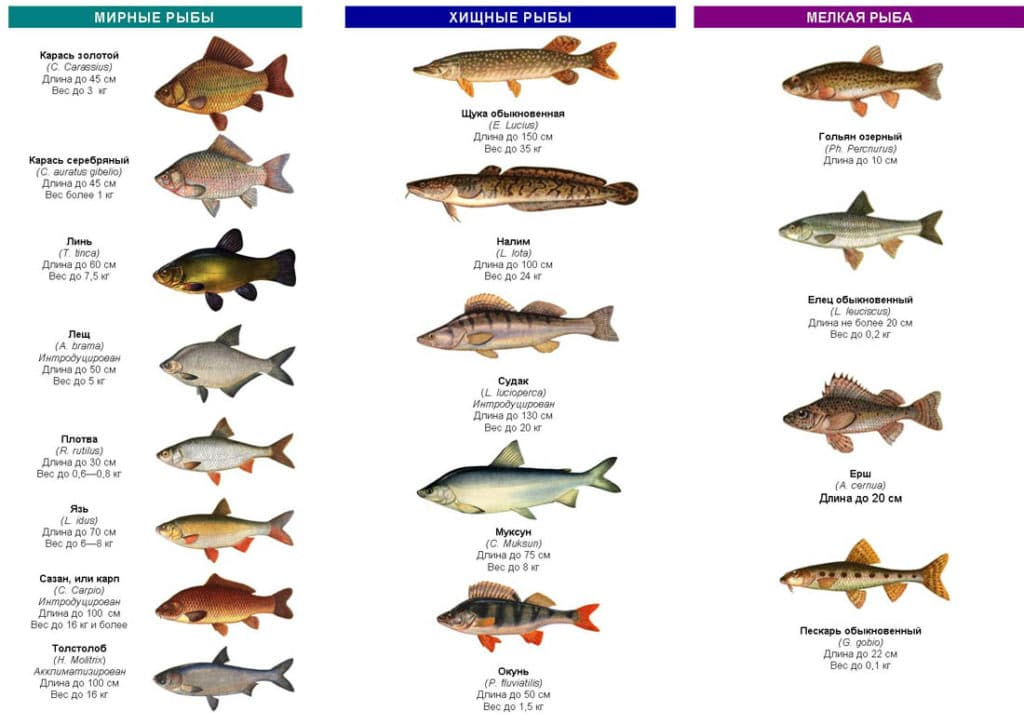 МИРНЫЕ РЫБЫ
Карась золотой
(C. Carassius)
Длина до 45 см
Вес до 3 кг
Карась серебряный
(C. auratus gibelio)
Длина до 45 см
Вес более 1 кг
Линь
(T. tinca)
Длина до 60 см
Вес до 7,5 кг
Лещ
(A. brama)
Интродуцирован
Длина до 50 см
Вес до 5 кг
Плотва
(R. rutilus)
Длина до 30 см
Вес до 0,6—0,8 кг
Язь
(L. idus)
Длина до 70 см
Вес до 6—8 кг
Сазан, или карп
(C. Carpio)
Интродуцирован
Длина до 100 см
Вес до 16 кг и более
Толстолоб
(H. Molitrix)
Акклиматизирован
Длина до 100 см
Вес до 16 кг
ХИЩНЫЕ РЫБЫ
Щука обыкновенная
(E. Lucius)
Длина до 150 см
Вес до 35 кг
Налим
(L. lota)
Длина до 100 см
Вес до 24 кг
Судак
(L. lucioperca)
Интродуцирован
Длина до 130 см
Вес до 20 кг
Муксун
(C. Muksun)
Длина до 75 см
Вес до 8 кг
Окунь
(P. fluviatilis)
Длина до 50 см
Вес до 1,5 кг
МЕЛКАЯ РЫБА
Гольян озерный
(Ph. Percnurus)
Длина до 10 см
Елец обыкновенный
(L. leuciscus)
Длина не более 20 см
Вес до 0,2 кг
Ерш
(A. cernua)
Длина до 20 см
Пескарь обыкновенный
(G. gobio)
Длина до 22 см
Вес до 0,1 кг